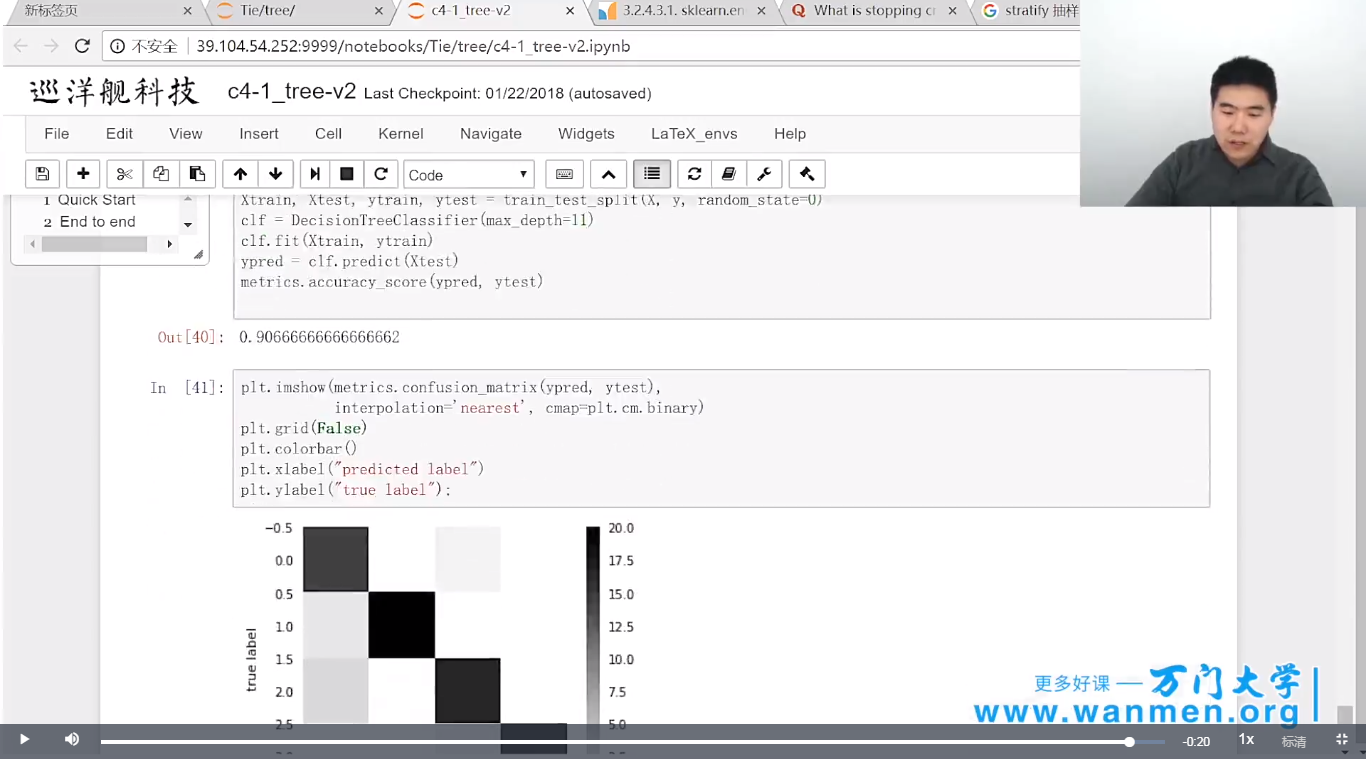 新标签页
Tie/tree/
c4-1_tree-v2
3.2.4.3.1. sklearn.en
What is stopping cr
stratify 抽样
不安全 39.104.54.252:9999/notebooks/Tie/tree/c4-1_tree-v2.ipynb
巡洋舰科技 c4-1_tree-v2 Last Checkpoint: 01/22/2018 (autosaved)
File Edit View Insert Cell Kernel Navigate Widgets LaTeX_envs Help
Code
1 Quick Start
2 End to end
Xtrain, Xtest, ytrain, ytest = train_test_split(X, y, random_state=0)
clf = DecisionTreeClassifier(max_depth=11)
clf.fit(Xtrain, ytrain)
ypred = clf.predict(Xtest)
metrics.accuracy_score(ypred, ytest)
Out[40]: 0.90666666666666662
In [41]: plt.imshow(metrics.confusion_matrix(ypred, ytest),
interpolation='nearest', cmap=plt.cm.binary)
plt.grid(False)
plt.colorbar()
plt.xlabel("predicted label")
plt.ylabel("true label");
−0.5
0.0
0.5
1.0
1.5
2.0
2.5
true label
20.0
17.5
15.0
12.5
10.0
7.5
5.0
更多好课 — 万门大学
www.wanmen.org
-0:20 1x 标清